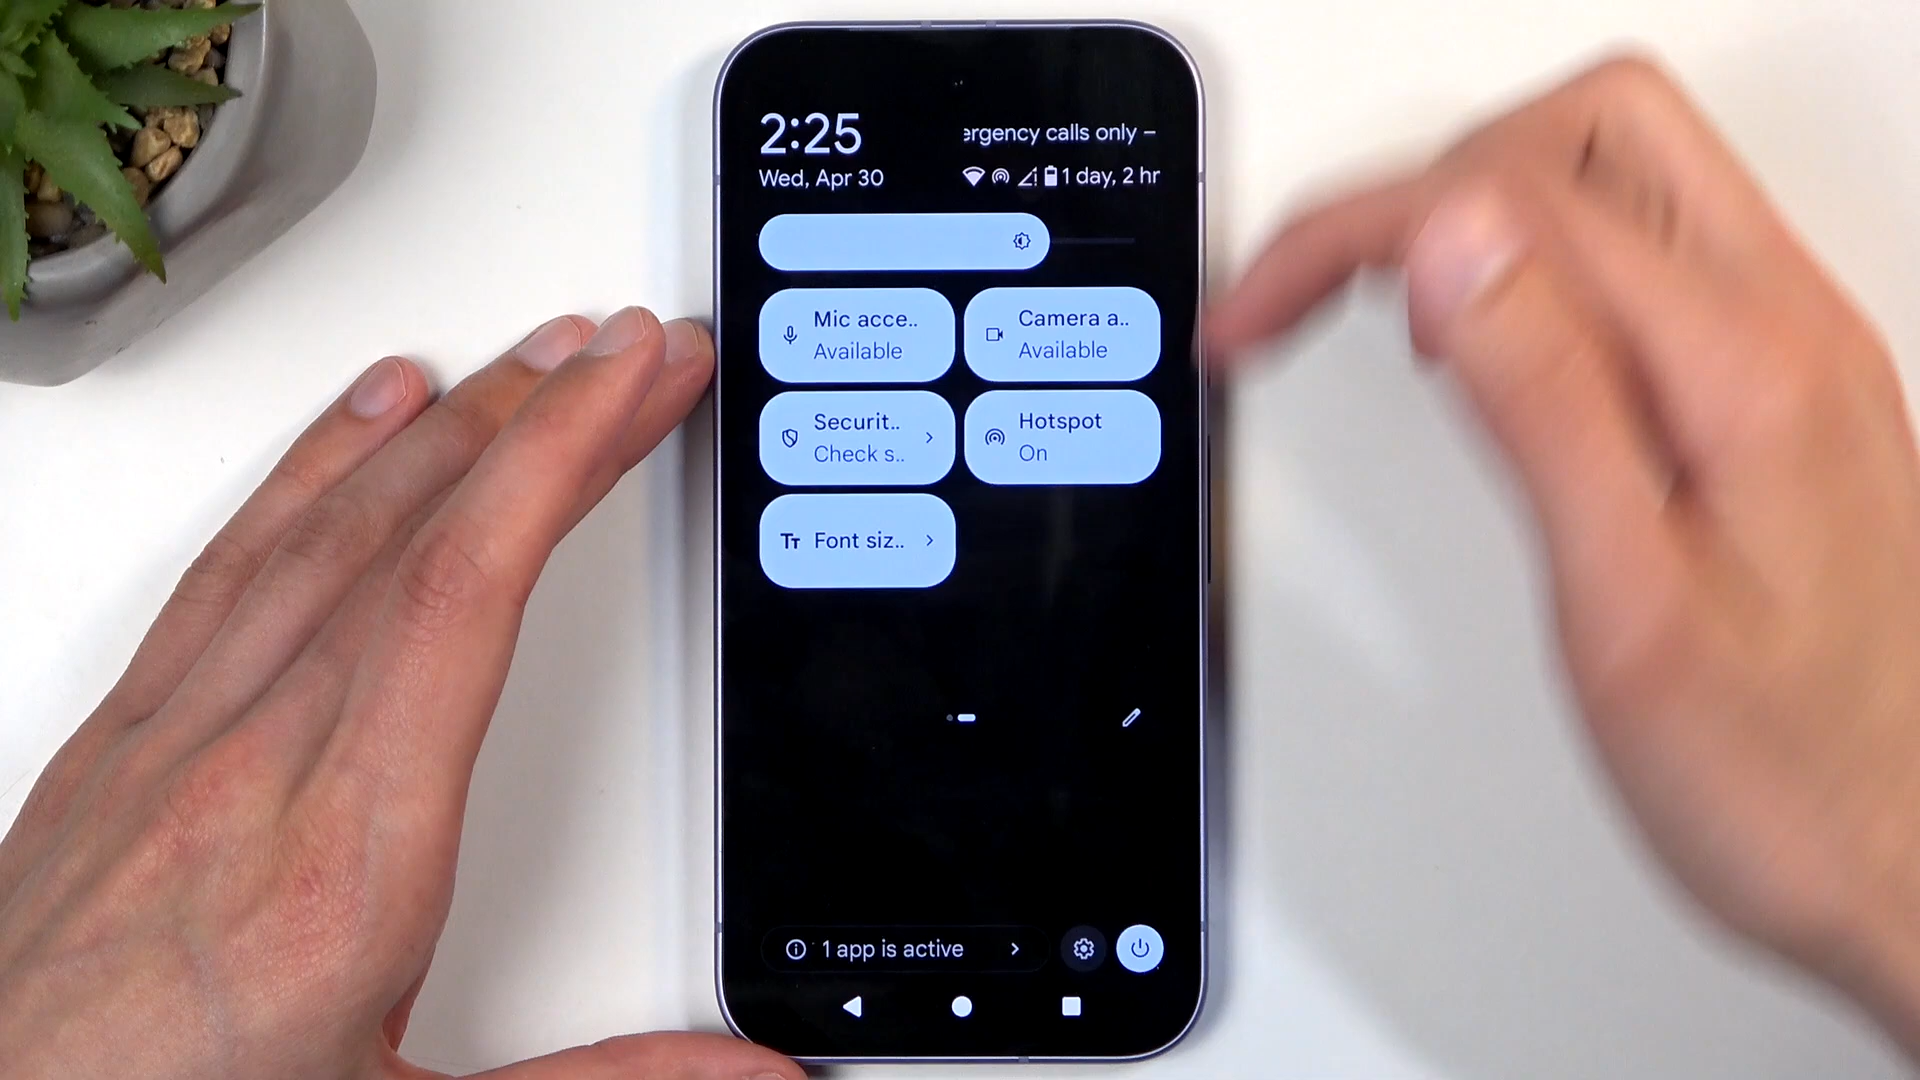 2:25
ergency calls only –
Wed, Apr 30
1 day, 2 hr
Mic acce..
Available
Camera a..
Available
Securit..
Check s..
Hotspot
On
Tт Font siz..
1 app is active